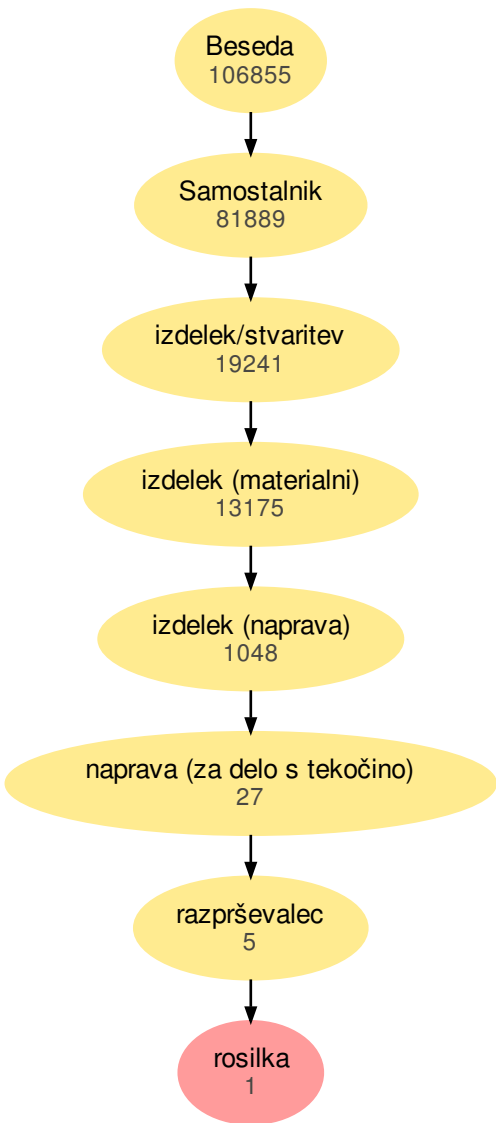 Beseda
106855
Samostalnik
81889
izdelek/stvaritev
19241
izdelek (materialni)
13175
izdelek (naprava)
1048
naprava (za delo s tekočino)
27
razprševalec
5
rosilka
1